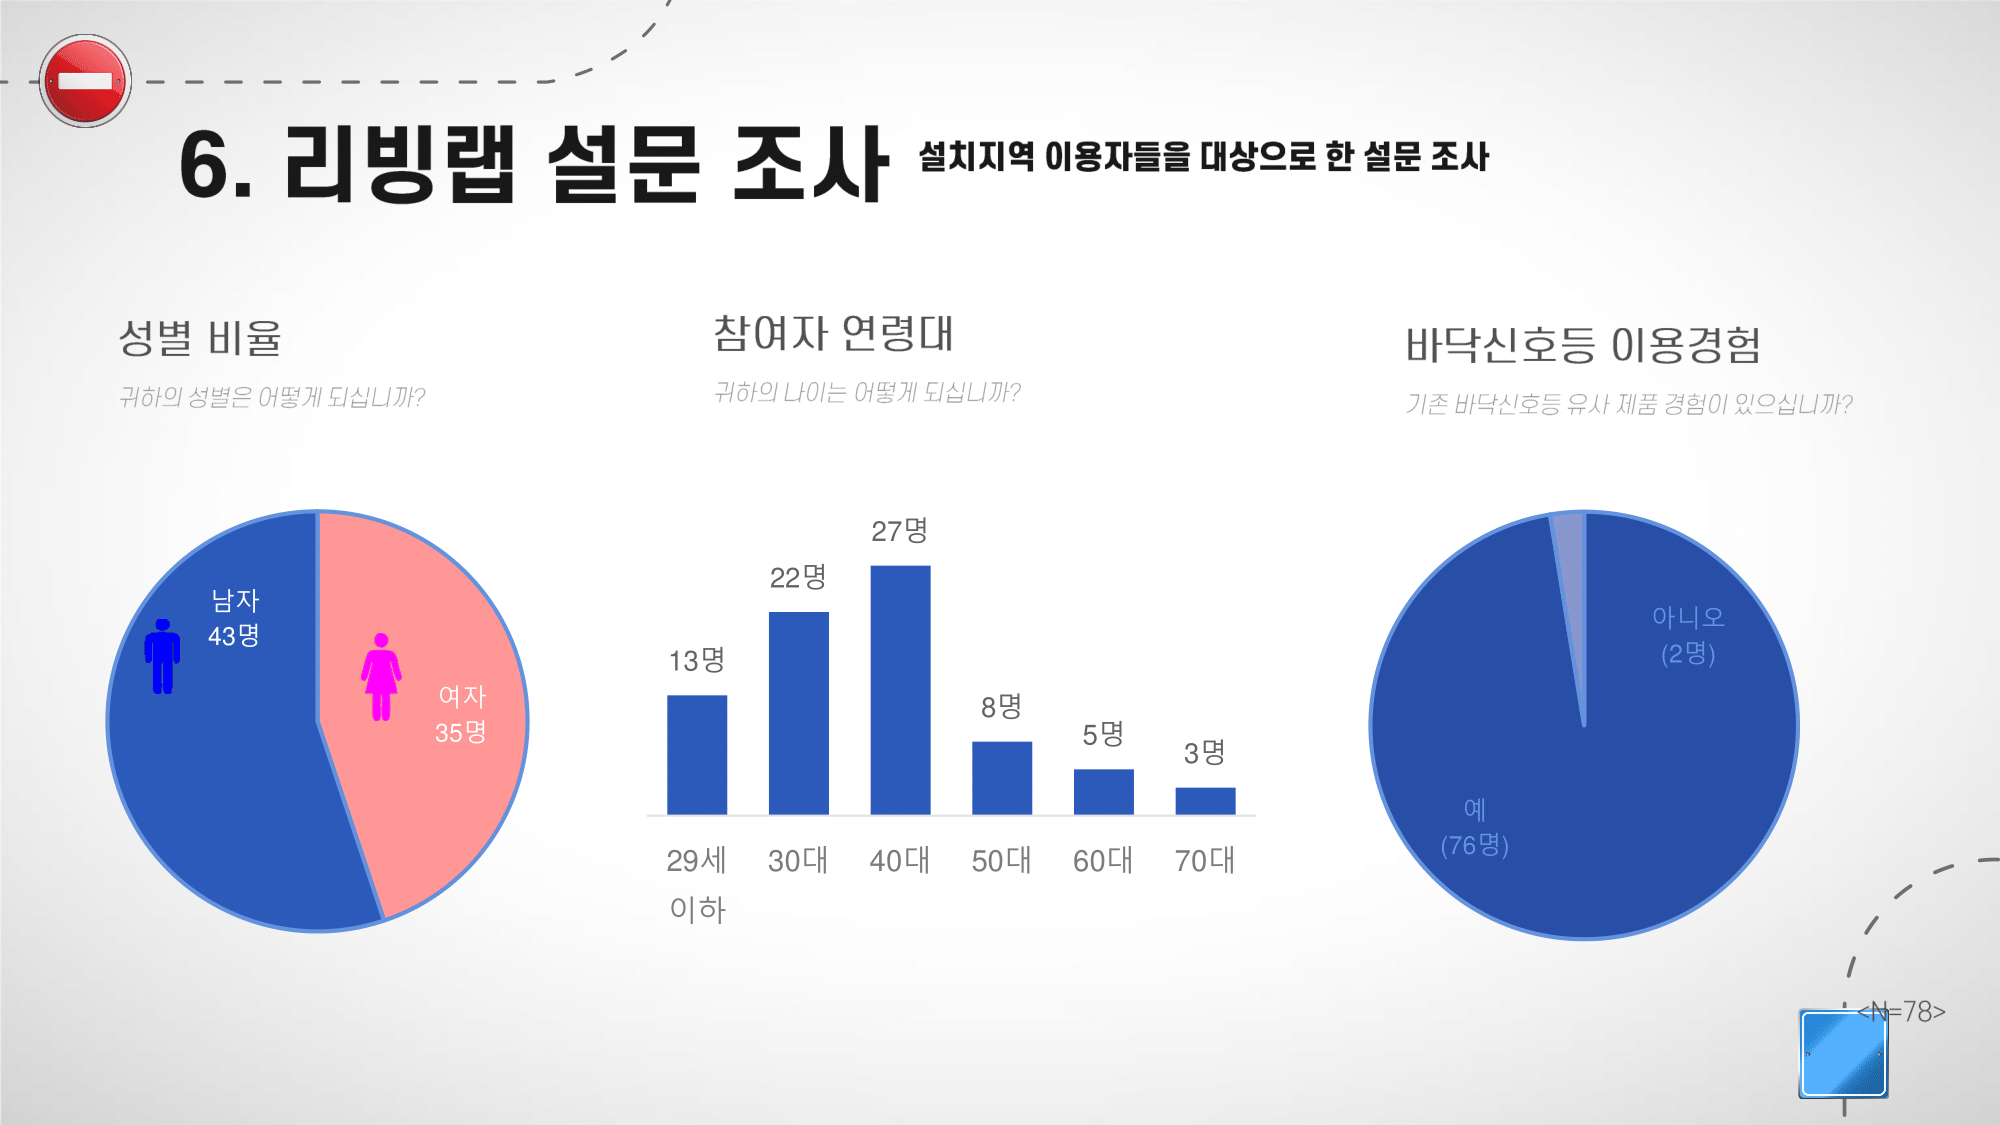 6. 리빙랩 설문 조사 설치지역 이용자들을 대상으로 한 설문 조사
성별 비율
귀하의 성별은 어떻게 되십니까?
남자
43명
여자
35명
참여자 연령대
귀하의 나이는 어떻게 되십니까?
27명
22명
13명
8명
5명
3명
29세 이하
30대
40대
50대
60대
70대
바닥신호등 이용경험
기존 바닥신호등 유사 제품 경험이 있으십니까?
아니오
(2명)
예
(76명)
<N=78>